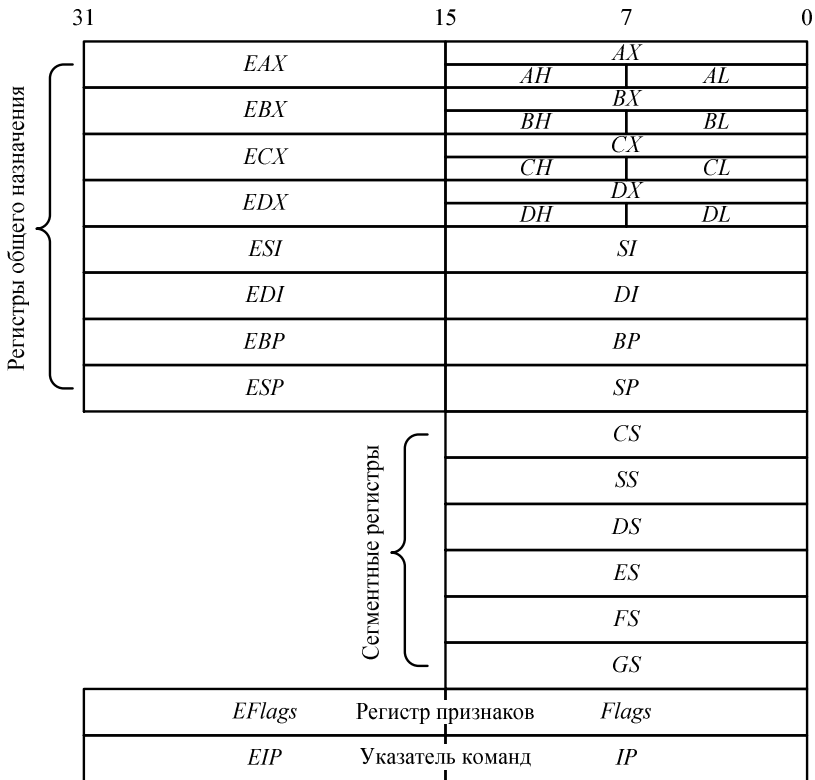 31 15 7 0
EAX AX
AH AL
EBX BX
BH BL
ECX CX
CH CL
EDX DX
DH DL
Регистры общего назначения
ESI SI
EDI DI
EBP BP
ESP SP
CS
SS
DS
Сегментные регистры
ES
FS
GS
EFlags Регистр признаков Flags
EIP Указатель команд IP